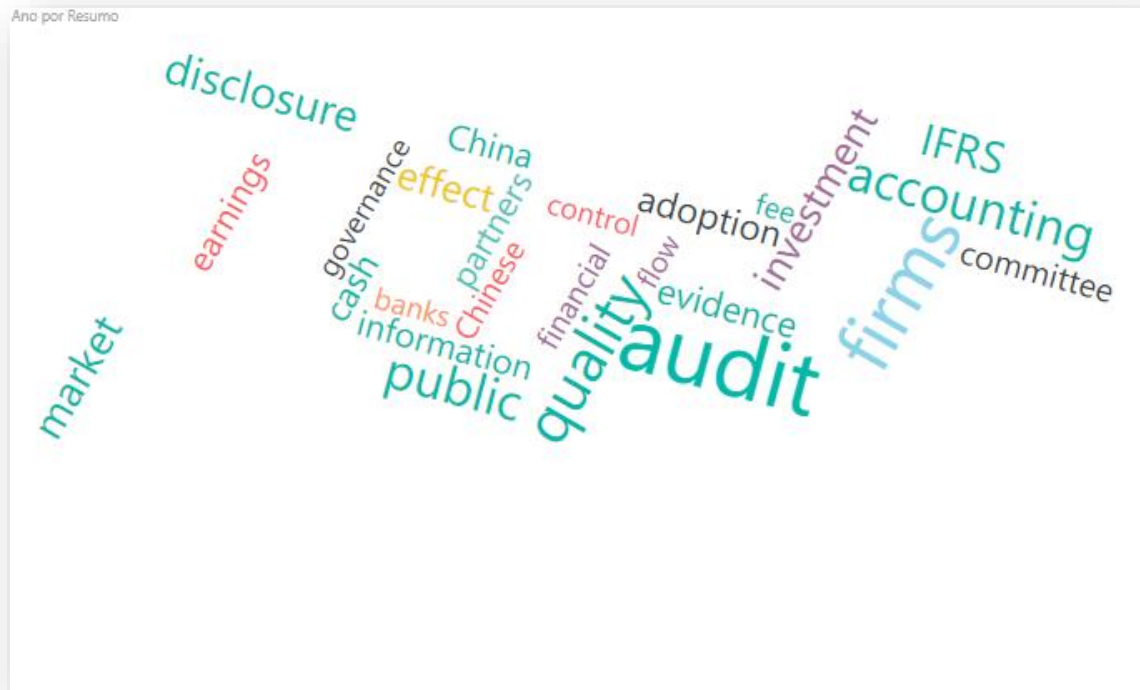 Ano por Resumo
disclosure
earnings
market
governance
China
effect
partners
cash
banks
Chinese
information
public
control
financial
quality
flow
adoption
fee
evidence
audit
investment
IFRS
accounting
firms
committee